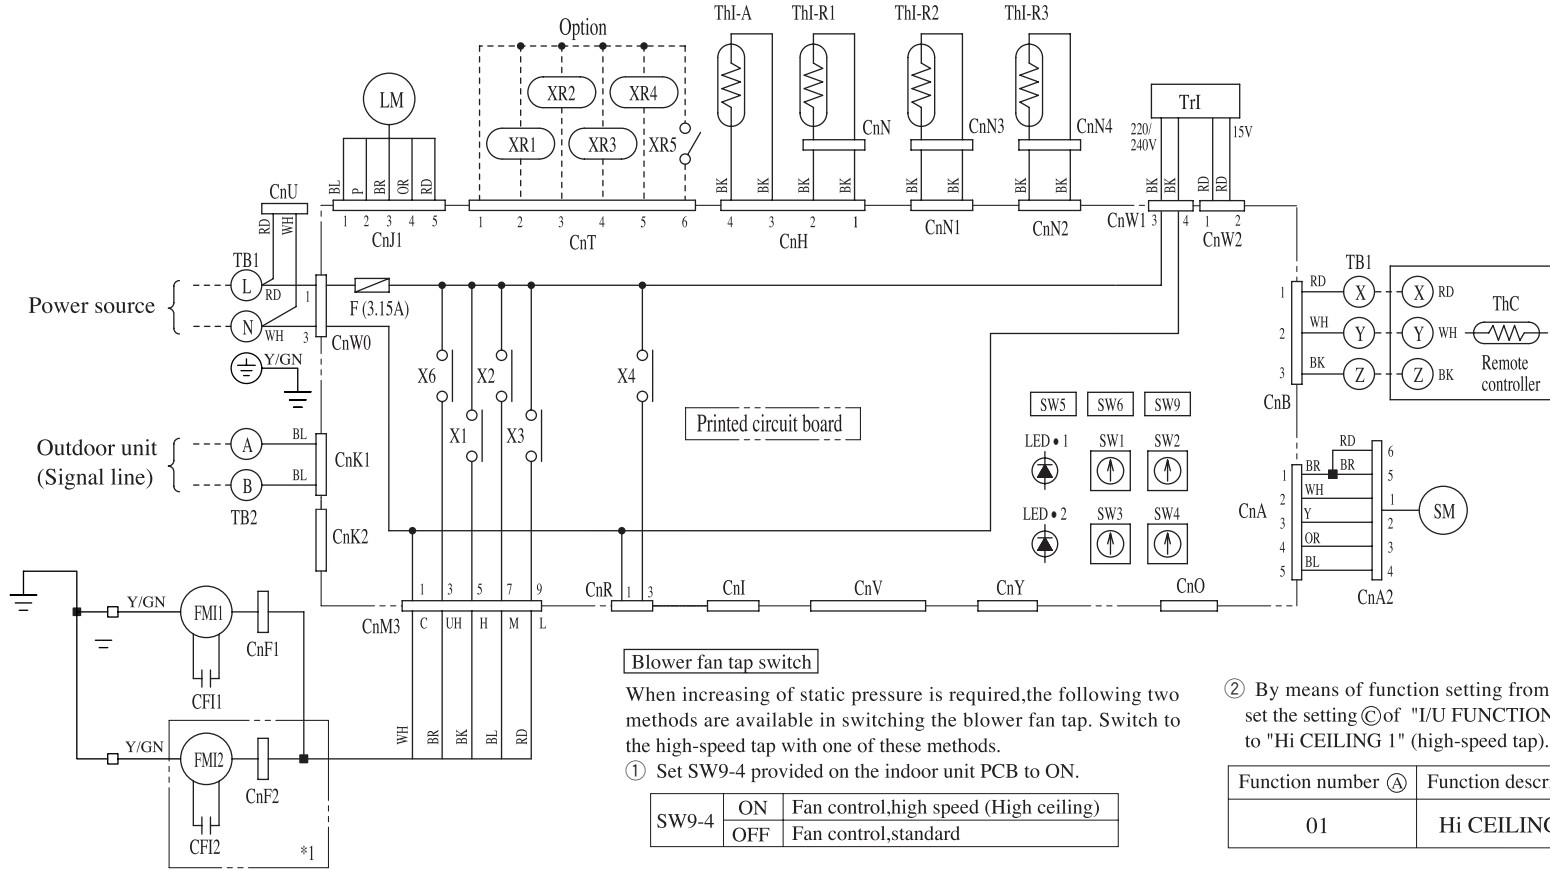 Option
ThI-A ThI-R1 ThI-R2 ThI-R3
LM
XR2 XR4
XR1 XR3 XR5
CnN CnN3 CnN4
TrI
220/
240V
15V
BL P BR OR RD
BK BK BK BK BK BK BK BK
BK BK RD RD
CnU
RD WH
1 2 3 4 5
CnJ1
1 2 3 4 5 6
CnT
4 3 2 1
CnH
CnN1
CnN2
CnW1 3 4
1 2
CnW2
Power source
TB1
L RD 1
N WH 3
CnW0
F (3.15A)
Y/GN
Outdoor unit
(Signal line)
A BL
B BL
TB2
CnK1
CnK2
X6 X2 X4
X1 X3
Printed circuit board
SW5 SW6 SW9
LED • 1 SW1 SW2
LED • 2 SW3 SW4
TB1
1 RD X X RD
2 WH Y Y WH
3 BK Z Z BK
CnB
ThC
Remote
controller
CnA
1 BR BR 5
RD 6
2 WH 1
3 Y 2
4 OR 3
5 BL 4
CnA2
SM
1 3 5 7 9
CnM3
C UH H M L
CnR 1 3
CnI CnV CnY CnO
WH BR BK BL RD
Y/GN FMI1 CnF1
CFI1
Y/GN FMI2 CnF2
CFI2
*1
Blower fan tap switch
When increasing of static pressure is required,the following two
methods are available in switching the blower fan tap. Switch to
the high-speed tap with one of these methods.
① Set SW9-4 provided on the indoor unit PCB to ON.
SW9-4 ON Fan control,high speed (High ceiling)
OFF Fan control,standard
② By means of function setting from
set the setting Ⓒ of "I/U FUNCTION
to "Hi CEILING 1" (high-speed tap).
Function number Ⓐ Function descri
01 Hi CEILING